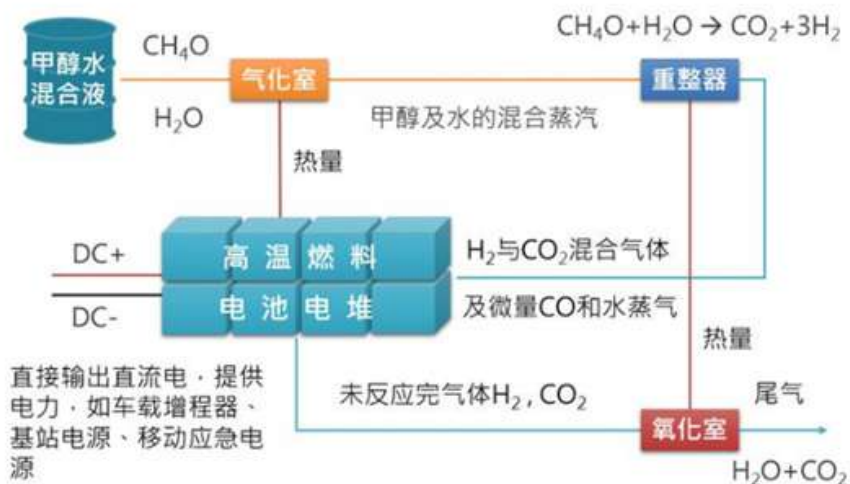 CH₄O+H₂O → CO₂+3H₂
甲醇水
混合液
CH₄O
H₂O
气化室
甲醇及水的混合蒸汽
重整器
热量
DC+
DC-
高温燃料
电池电堆
H₂与CO₂混合气体
及微量CO和水蒸气
热量
直接输出直流电，提供
电力，如车载增程器、
基站电源、移动应急电
源
未反应完气体H₂ , CO₂
氧化室
尾气
H₂O+CO₂